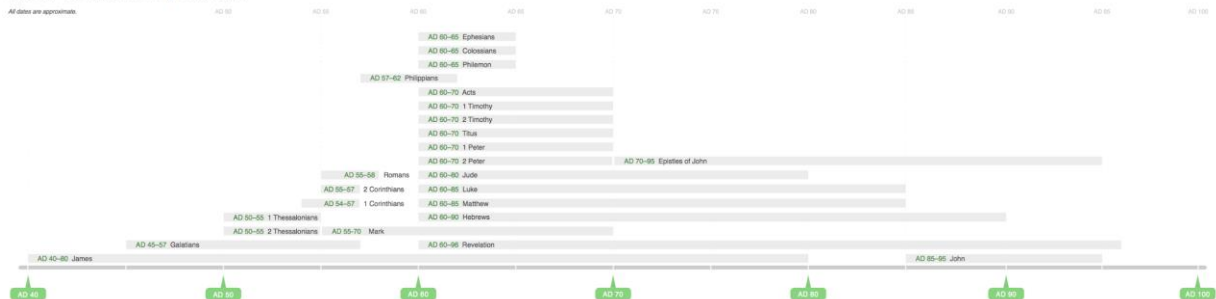 All dates are approximate.
AD 50 AD 55 AD 60 AD 65 AD 70 AD 75 AD 80 AD 85 AD 90 AD 95 AD 100
AD 60–65 Ephesians
AD 60–65 Colossians
AD 60–65 Philemon
AD 57–62 Philippians
AD 60–70 Acts
AD 60–70 1 Timothy
AD 60–70 2 Timothy
AD 60–70 Titus
AD 60–70 1 Peter
AD 60–70 2 Peter AD 70–95 Epistles of John
AD 55–58 Romans AD 60–80 Jude
AD 55–57 2 Corinthians AD 60–85 Luke
AD 54–57 1 Corinthians AD 60–85 Matthew
AD 50–55 1 Thessalonians AD 60–90 Hebrews
AD 50–55 2 Thessalonians AD 55-70 Mark
AD 45–57 Galatians AD 60–96 Revelation
AD 40–80 James AD 85–95 John
AD 40 AD 50 AD 60 AD 70 AD 80 AD 90 AD 100